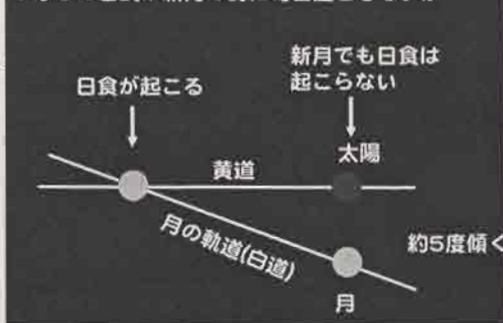 新月でも日食は
起こらない
日食が起こる
太陽
黄道
月の軌道(白道)
約5度傾く
月